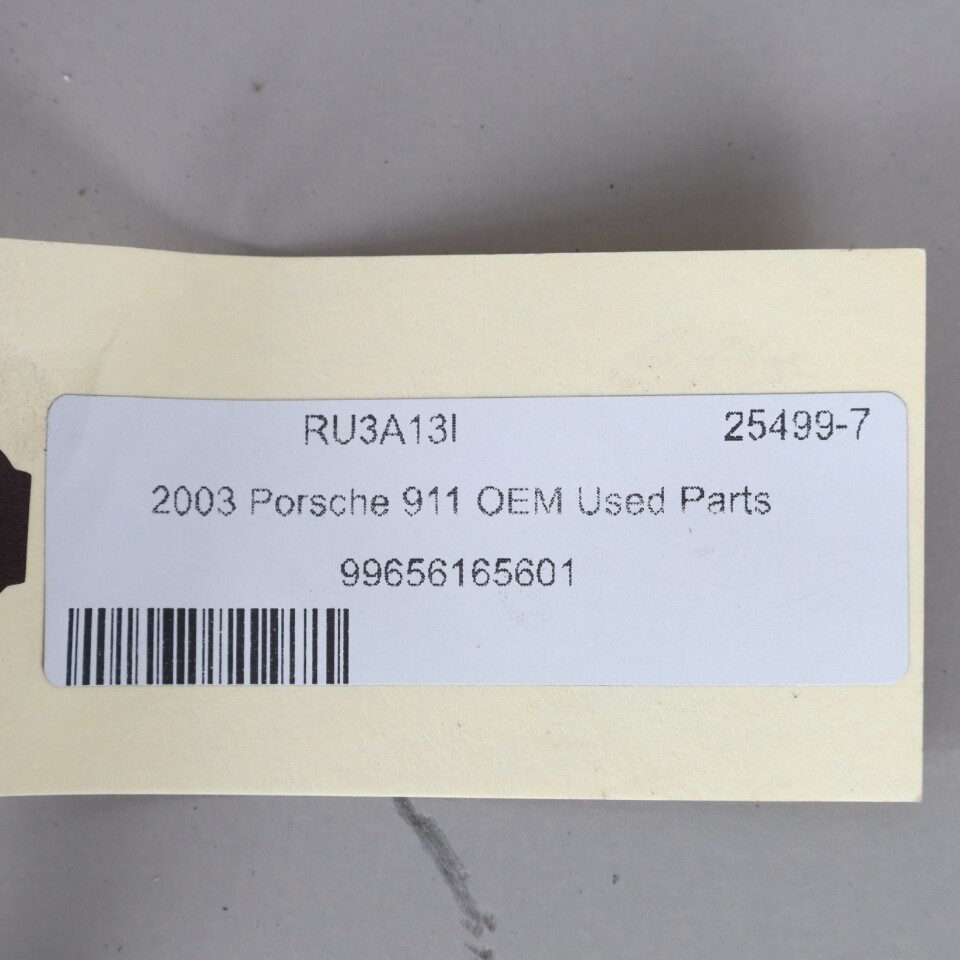 RU3A13I 25499-7
2003 Porsche 911 OEM Used Parts
99656165601